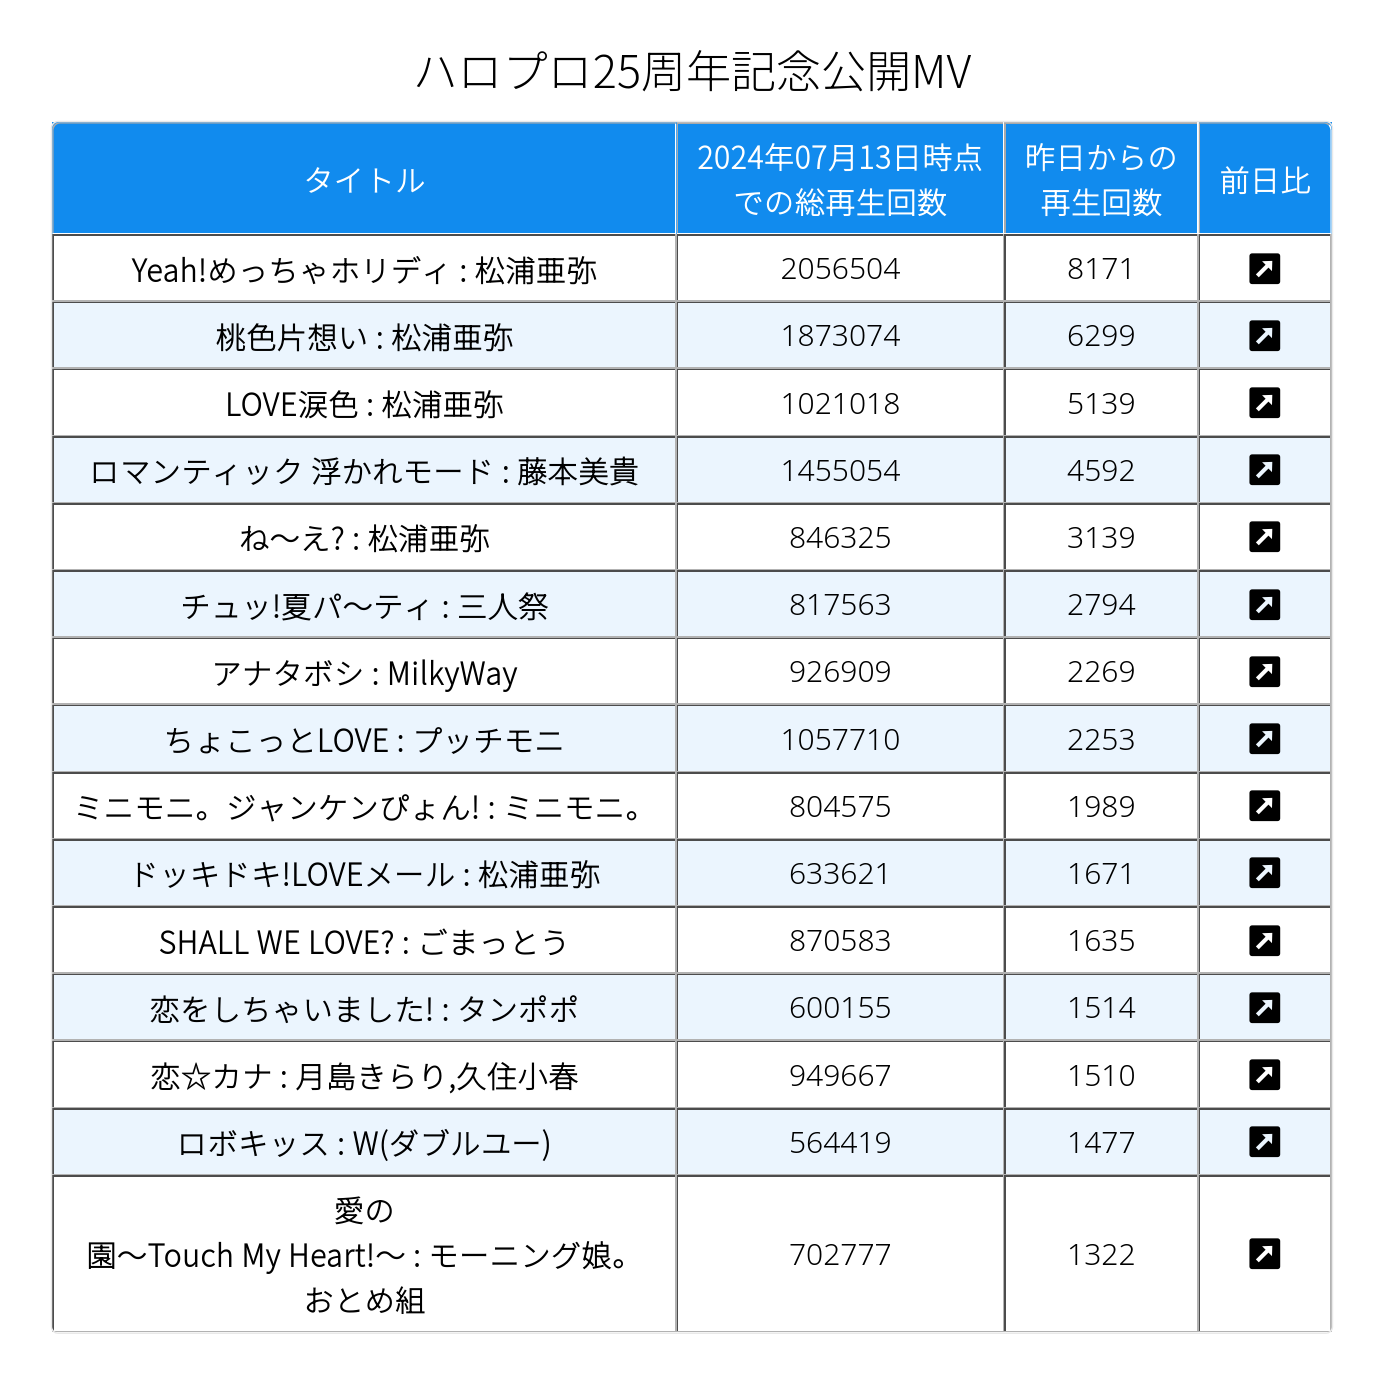 ハロプロ25周年記念公開MV
タイトル
2024年07月13日時点
での総再生回数
昨日からの
再生回数
前日比
Yeah!めっちゃホリディ : 松浦亜弥 2056504 8171
桃色片想い : 松浦亜弥 1873074 6299
LOVE涙色 : 松浦亜弥 1021018 5139
ロマンティック 浮かれモード : 藤本美貴 1455054 4592
ね〜え? : 松浦亜弥 846325 3139
チュッ!夏パ〜ティ : 三人祭 817563 2794
アナタボシ : MilkyWay 926909 2269
ちょこっとLOVE : プッチモニ 1057710 2253
ミニモニ。ジャンケンぴょん! : ミニモニ。 804575 1989
ドッキドキ!LOVEメール : 松浦亜弥 633621 1671
SHALL WE LOVE? : ごまっとう 870583 1635
恋をしちゃいました! : タンポポ 600155 1514
恋☆カナ : 月島きらり,久住小春 949667 1510
ロボキッス : W(ダブルユー) 564419 1477
愛の
園〜Touch My Heart!〜 : モーニング娘。
おとめ組
702777 1322